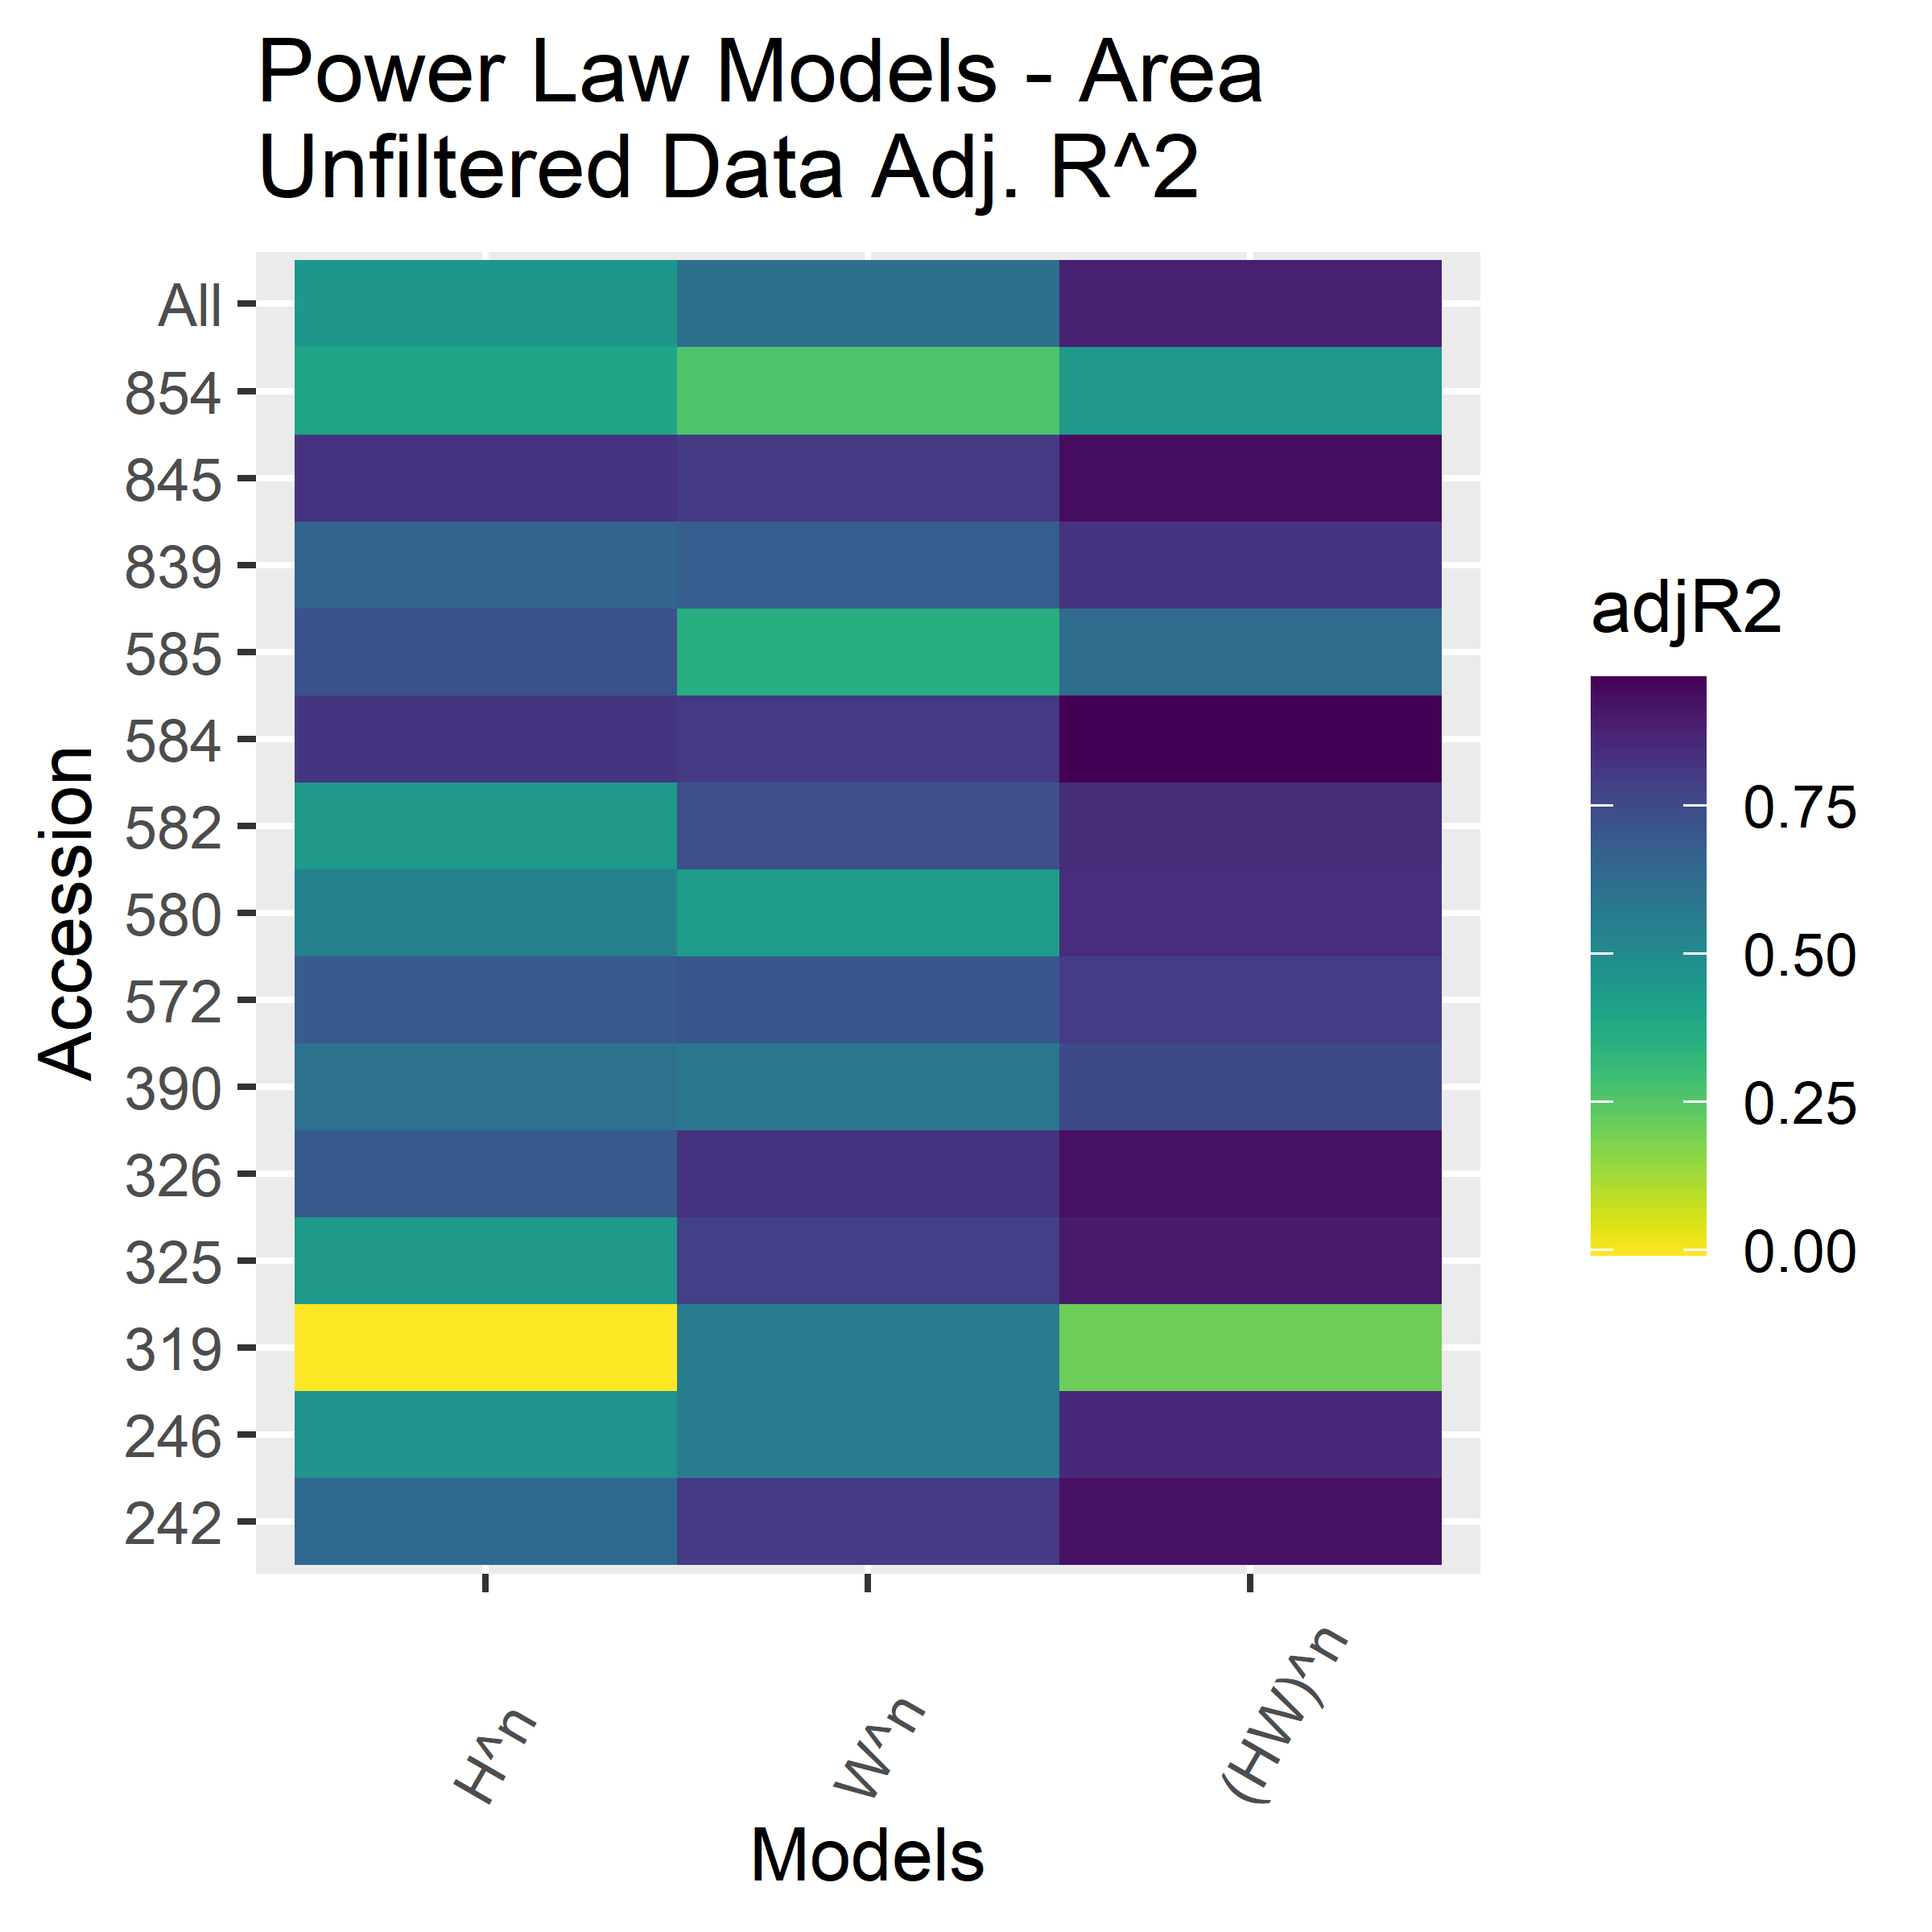 Power Law Models - Area
Unfiltered Data Adj. R^2
Accession
All
854
845
839
585
584
582
580
572
390
326
325
319
246
242
H^n
W^n
(HW)^n
Models
adjR2
0.75
0.50
0.25
0.00